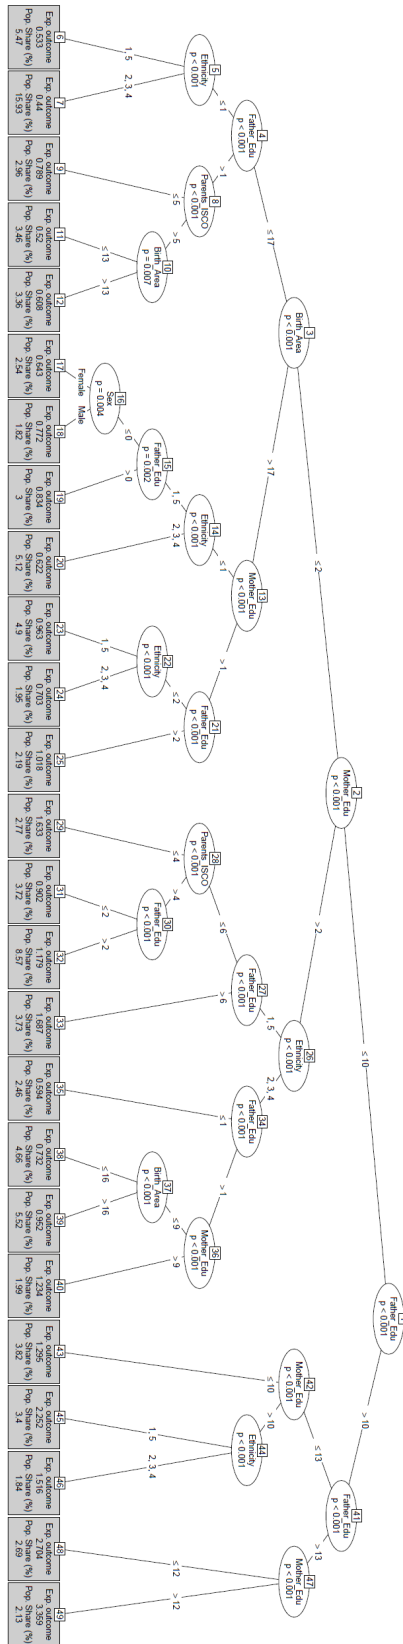 Father_Edu
p < 0.001
≤ 10
> 10
2
Mother_Edu
p < 0.001
≤ 2
> 2
3
Birth_Area
p < 0.001
≤ 17
> 17
4
Father_Edu
p < 0.001
≤ 1
> 1
5
Ethnicity
p < 0.001
1, 5
2, 3, 4
6
Exp. outcome
0.533
Pop. Share (%)
5.47
7
Exp. outcome
0.44
Pop. Share (%)
15.93
8
Parents_ISCO
p < 0.001
≤ 5
> 5
9
Exp. outcome
0.789
Pop. Share (%)
2.96
10
Birth_Area
p = 0.007
≤ 13
> 13
11
Exp. outcome
0.52
Pop. Share (%)
3.46
12
Exp. outcome
0.608
Pop. Share (%)
3.36
13
Mother_Edu
p < 0.001
≤ 1
> 1
14
Ethnicity
p < 0.001
1, 5
2, 3, 4
15
Father_Edu
p = 0.002
≤ 0
> 0
16
Sex
p = 0.004
Female
Male
17
Exp. outcome
0.643
Pop. Share (%)
2.54
18
Exp. outcome
0.772
Pop. Share (%)
1.82
19
Exp. outcome
0.834
Pop. Share (%)
3
20
Exp. outcome
0.622
Pop. Share (%)
5.12
21
Father_Edu
p < 0.001
≤ 2
> 2
22
Ethnicity
p < 0.001
1, 5
2, 3, 4
23
Exp. outcome
0.963
Pop. Share (%)
4.9
24
Exp. outcome
0.703
Pop. Share (%)
1.95
25
Exp. outcome
1.018
Pop. Share (%)
2.19
26
Ethnicity
p < 0.001
1, 5
2, 3, 4
27
Father_Edu
p < 0.001
≤ 6
> 6
28
Parents_ISCO
p < 0.001
≤ 4
> 4
29
Exp. outcome
Pop. Share (%)
2.77
30
Father_Edu
p < 0.001
≤ 2
> 2
31
Exp. outcome
0.902
Pop. Share (%)
3.72
32
Exp. outcome
1.179
Pop. Share (%)
8.57
33
Exp. outcome
1.687
Pop. Share (%)
3.73
34
Father_Edu
p < 0.001
≤ 1
> 1
35
Exp. outcome
0.594
Pop. Share (%)
2.46
36
Mother_Edu
p < 0.001
≤ 9
> 9
37
Birth_Area
p < 0.001
≤ 16
> 16
38
Exp. outcome
0.732
Pop. Share (%)
4.66
39
Exp. outcome
0.952
Pop. Share (%)
5.52
40
Exp. outcome
1.234
Pop. Share (%)
1.99
41
Father_Edu
p < 0.001
≤ 13
> 13
42
Mother_Edu
p < 0.001
≤ 10
> 10
43
Exp. outcome
1.295
Pop. Share (%)
3.82
44
Ethnicity
p < 0.001
1, 5
2, 3, 4
45
Exp. outcome
2.252
Pop. Share (%)
3.4
46
Exp. outcome
1.516
Pop. Share (%)
1.84
47
Mother_Edu
p < 0.001
≤ 12
> 12
48
Exp. outcome
2.704
Pop. Share (%)
2.69
49
Exp. outcome
3.369
Pop. Share (%)
2.13